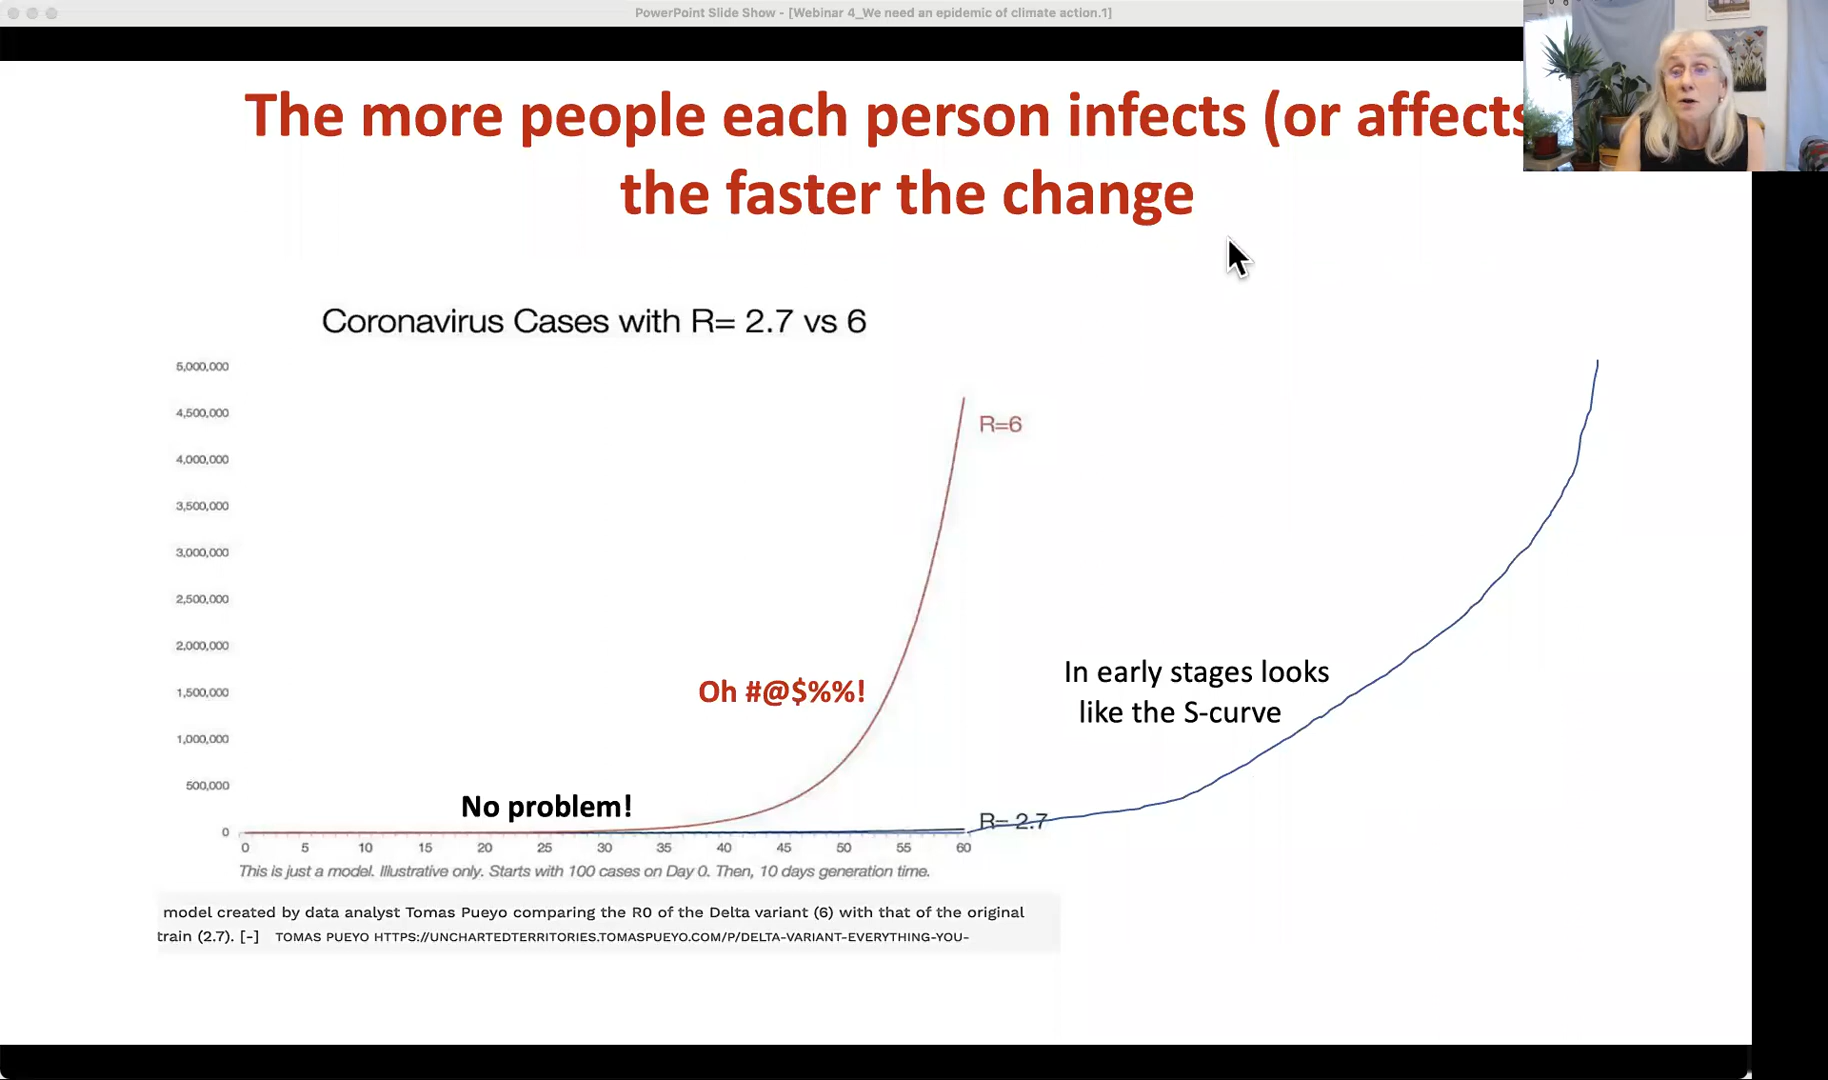 PowerPoint Slide Show - [Webinar 4_We need an epidemic of climate action.1]
The more people each person infects (or affects
the faster the change
Coronavirus Cases with R= 2.7 vs 6
5,000,000
4,500,000
4,000,000
3,500,000
3,000,000
2,500,000
2,000,000
1,500,000
1,000,000
500,000
0
R=6
Oh #@$%%!
No problem!
In early stages looks
like the S-curve
R= 2.7
0 5 10 15 20 25 30 35 40 45 50 55 60
This is just a model. Illustrative only. Starts with 100 cases on Day 0. Then, 10 days generation time.
model created by data analyst Tomas Pueyo comparing the R0 of the Delta variant (6) with that of the original
train (2.7). [-] TOMAS PUEYO HTTPS://UNCHARTEDTERRITORIES.TOMASPUEYO.COM/P/DELTA-VARIANT-EVERYTHING-YOU-